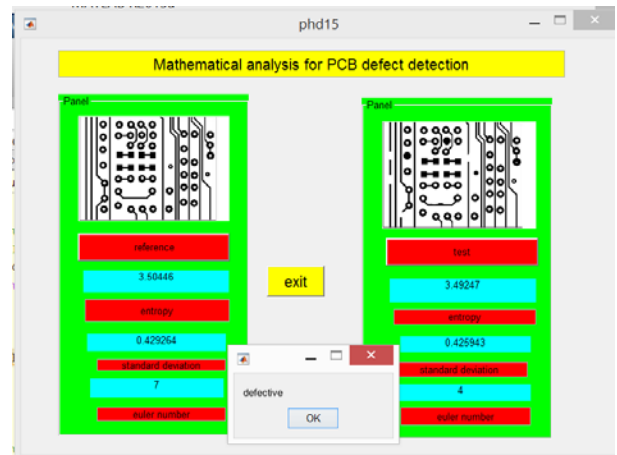 phd15
Mathematical analysis for PCB defect detection
Panel
reference
3.50446
entropy
0.429264
standard deviation
7
euler number
exit
Panel
test
3.49247
entropy
0.425943
standard deviation
4
euler number
defective
OK